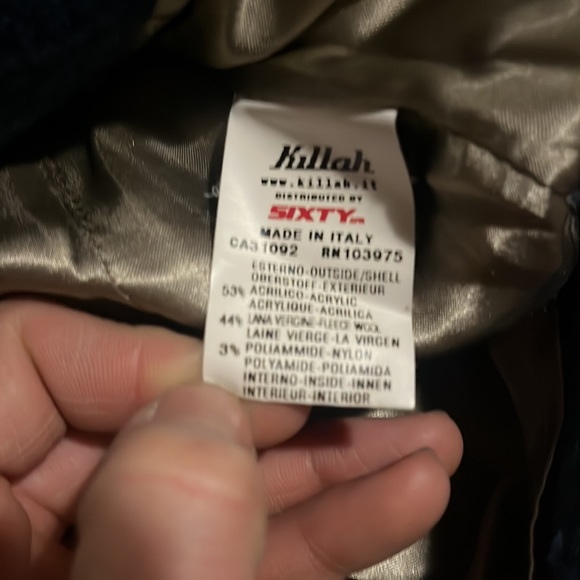 Killah
www.killah.it
DISTRIBUTED BY
SIXTY
MADE IN ITALY
CA31092 RN103975
ESTERNO-OUTSIDE/SHELL
OBERSTOFF-EXTERIEUR
53% ACRILICO-ACRYLIC
ACRYLIQUE-ACRILICA
44% LANA VERGINE-FLEECE WOOL
LAINE VIERGE-LA VIRGEN
3% POLIAMMIDE-NYLON
POLYAMIDE-POLIAMIDA
INTERNO-INSIDE-INNEN
INTERIEUR-INTERIOR